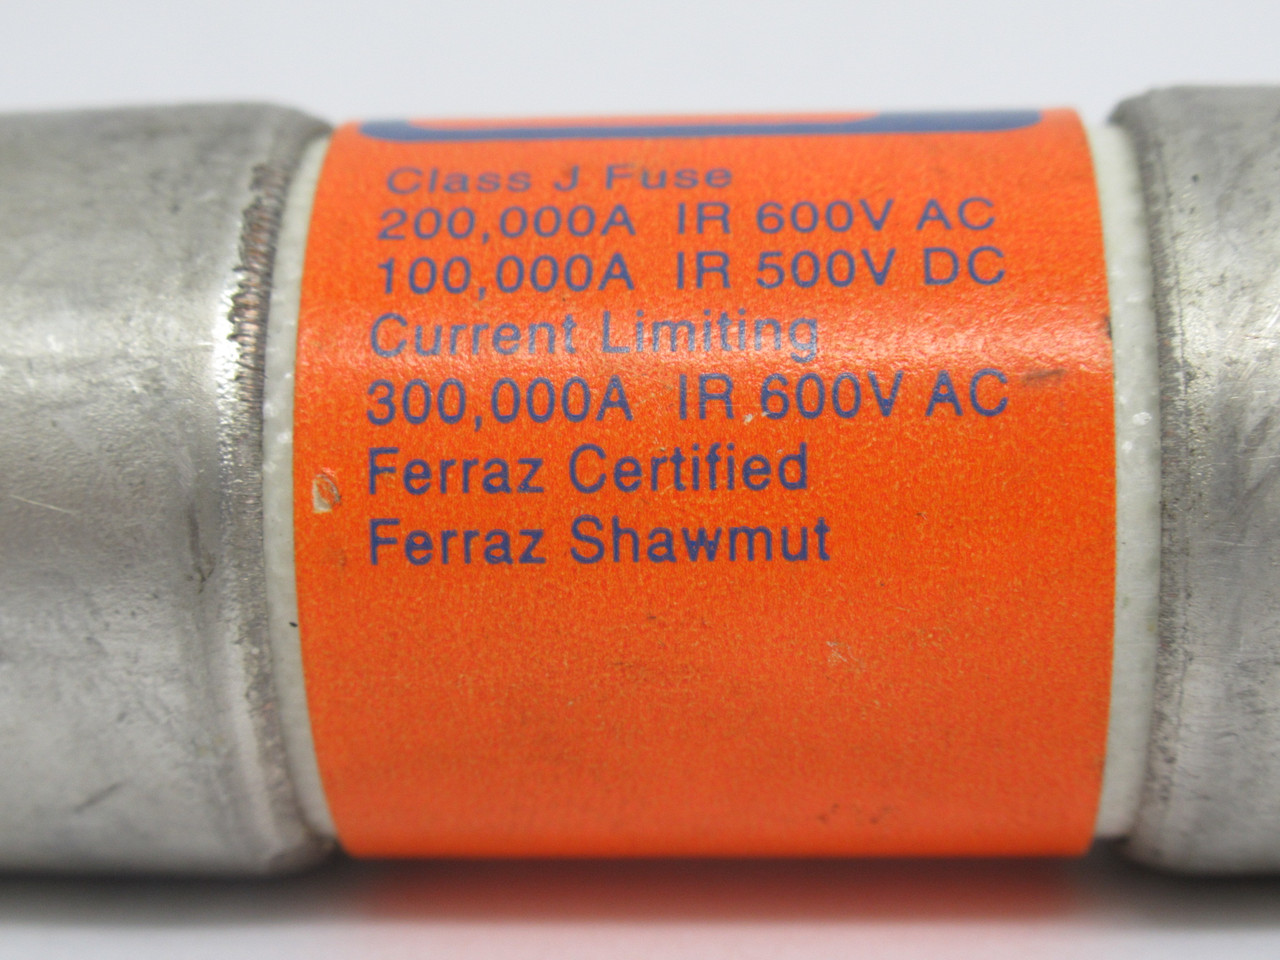 Class J Fuse
200,000A IR 600V AC
100,000A IR 500V DC
Current Limiting
300,000A IR 600V AC
Ferraz Certified
Ferraz Shawmut